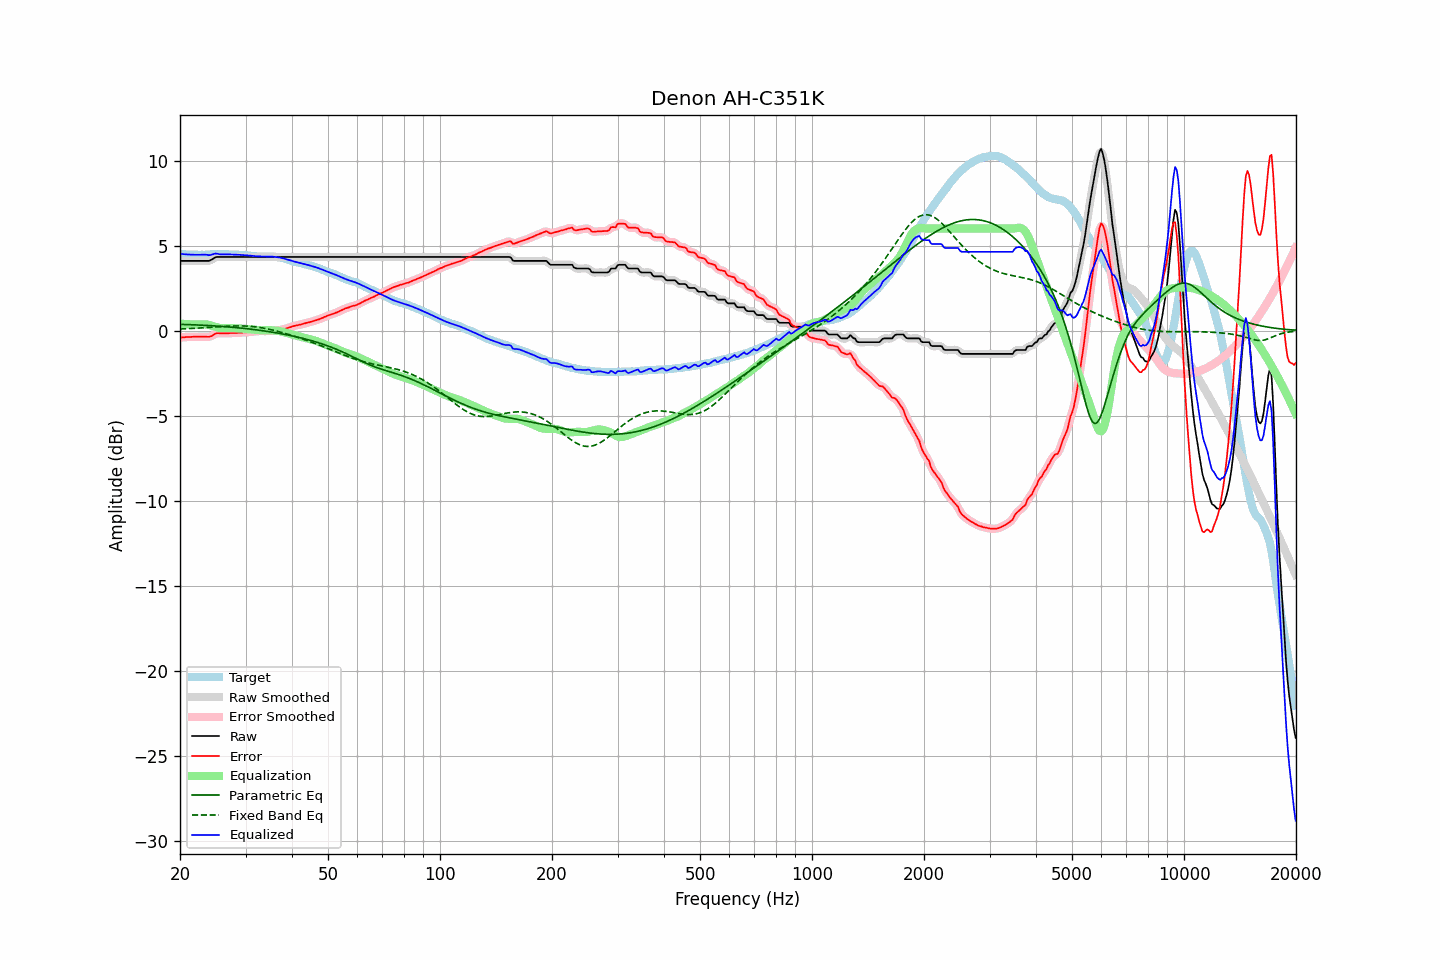 Denon AH-C351K
Amplitude (dBr)
10
5
0
−5
−10
−15
−20
−25
−30
Target
Raw Smoothed
Error Smoothed
Raw
Error
Equalization
Parametric Eq
Fixed Band Eq
Equalized
20 50 100 200 500 1000 2000 5000 10000 20000
Frequency (Hz)